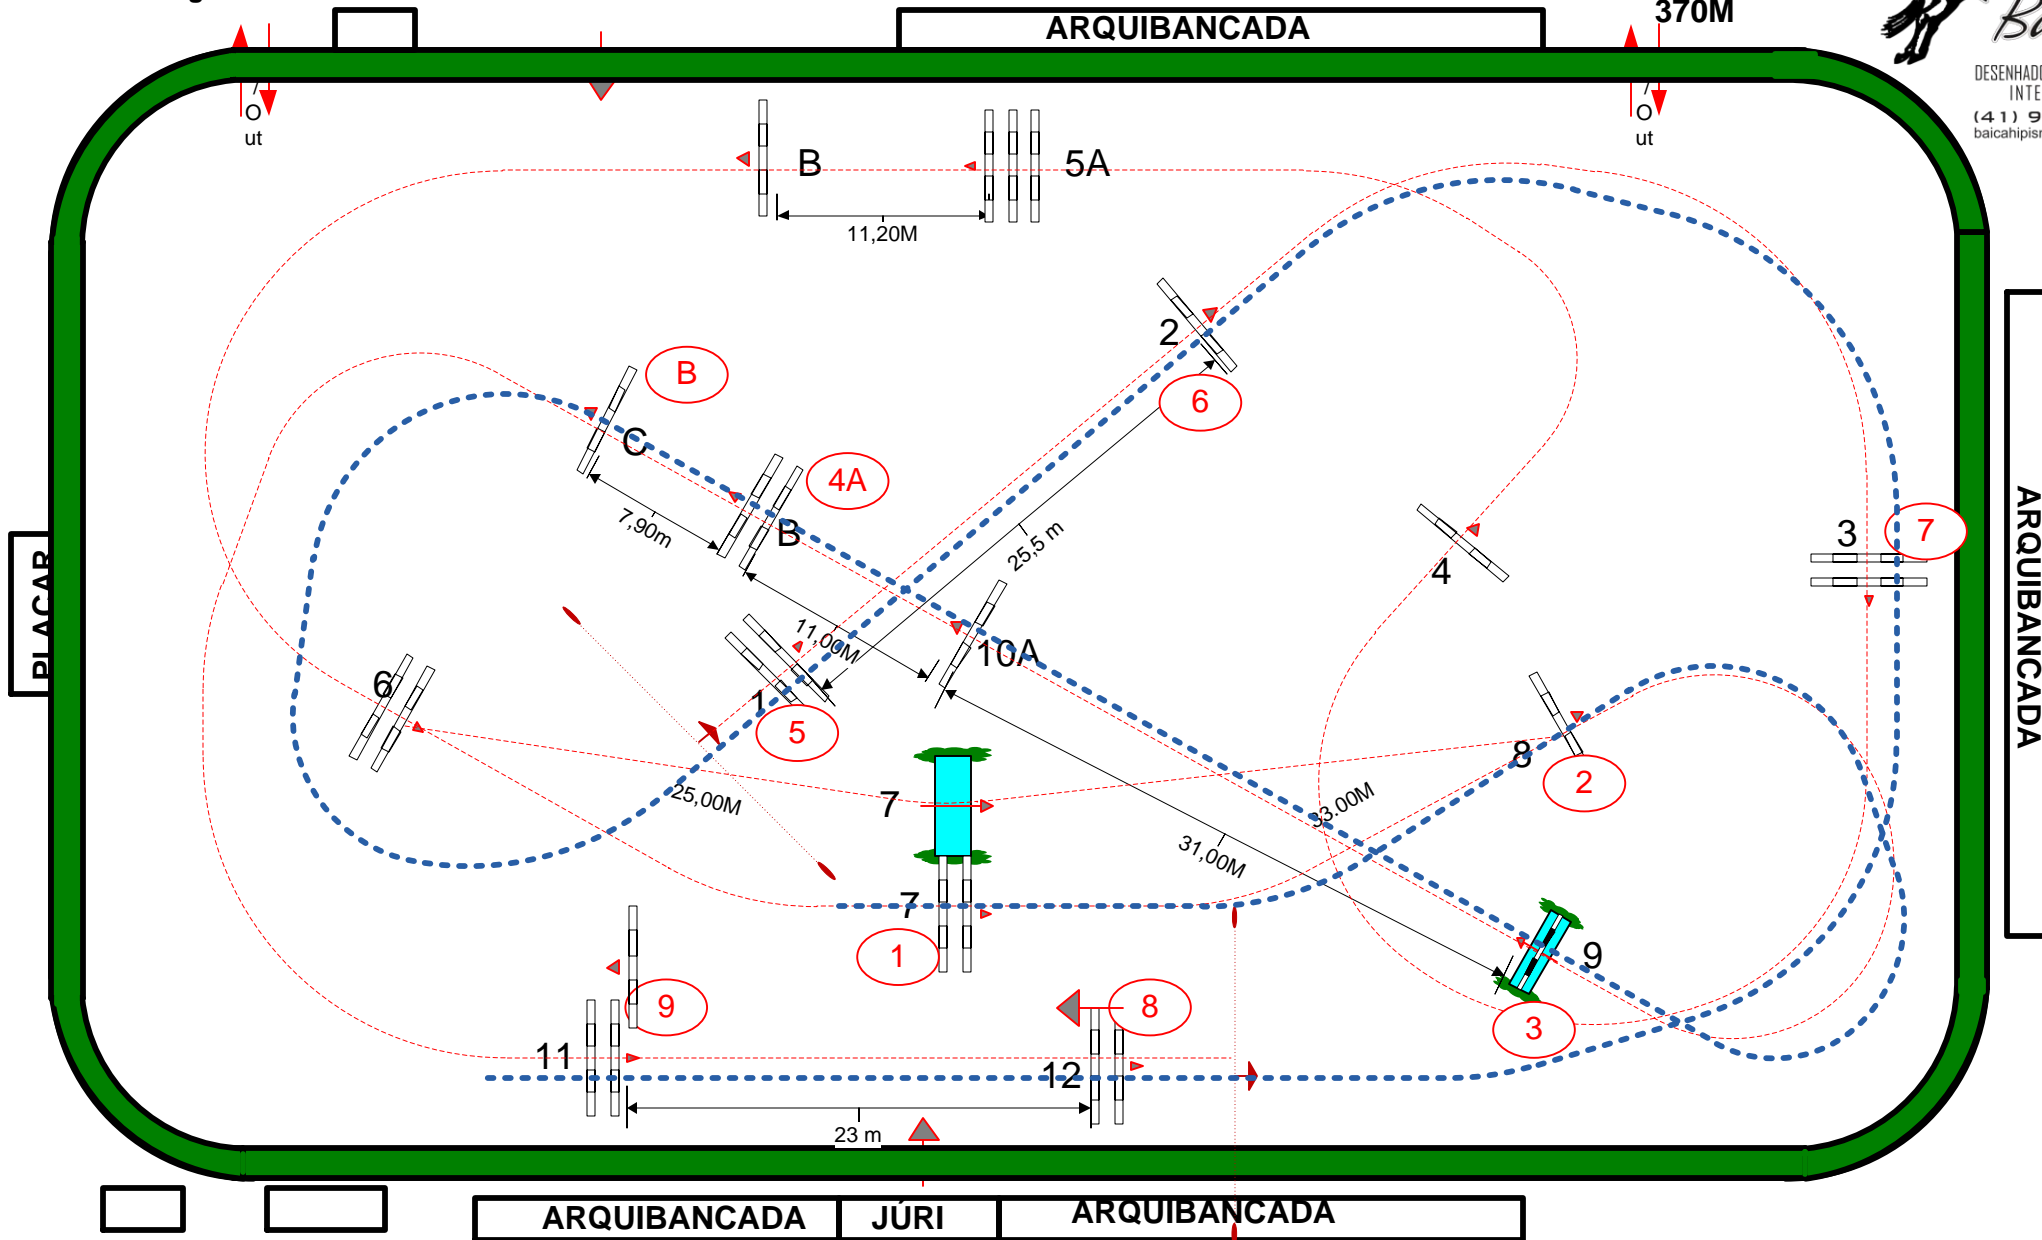 ARQUIBANCADA
370M
DESENHADO
INTE
(41) 9
baicahipism
/
O
ut
/
O
ut
B
5A
11,20M
2
B
6
C
4A
B
7,90m
25,5 m
4
3
7
ARQUIBANCADA
PLACAR
11,00M
10A
6
1
5
8
2
25,00M
7
33.00M
31,00M
7
1
9
3
9
8
11
12
23 m
ARQUIBANCADA
JÚRI
ARQUIBANCADA